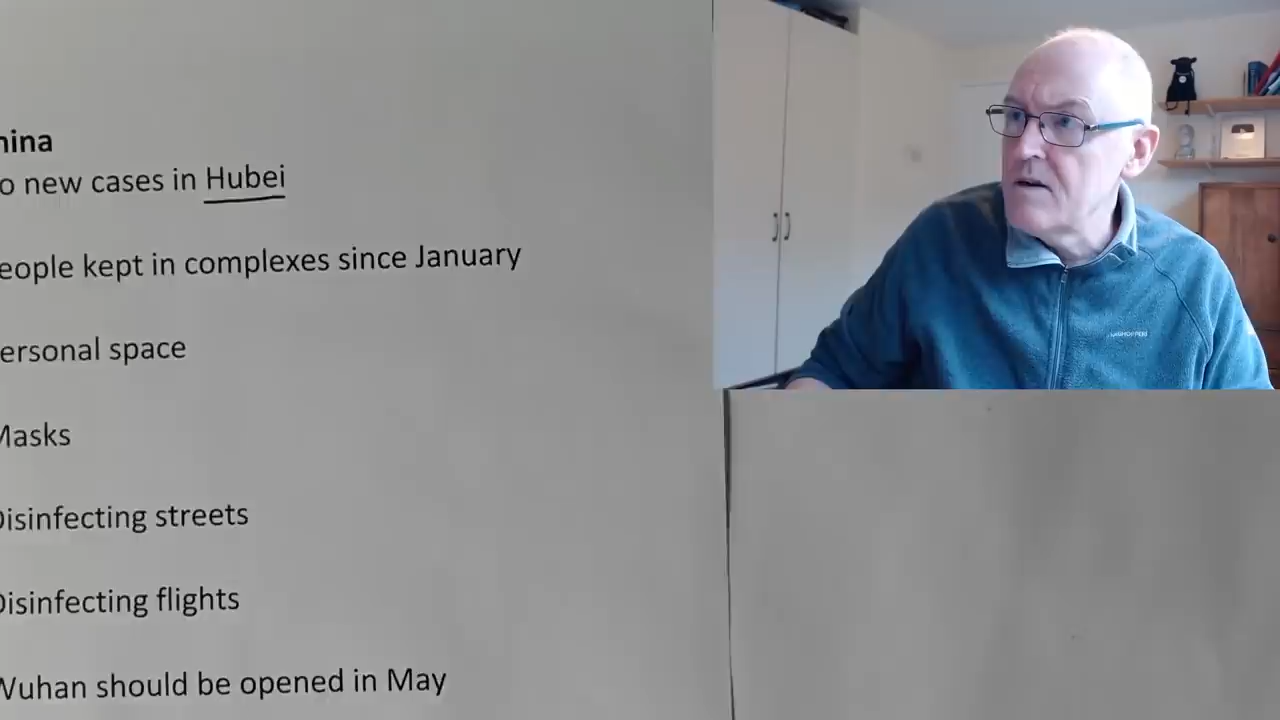 hina
o new cases in Hubei
eople kept in complexes since January
ersonal space
Masks
Disinfecting streets
Disinfecting flights
Wuhan should be opened in May